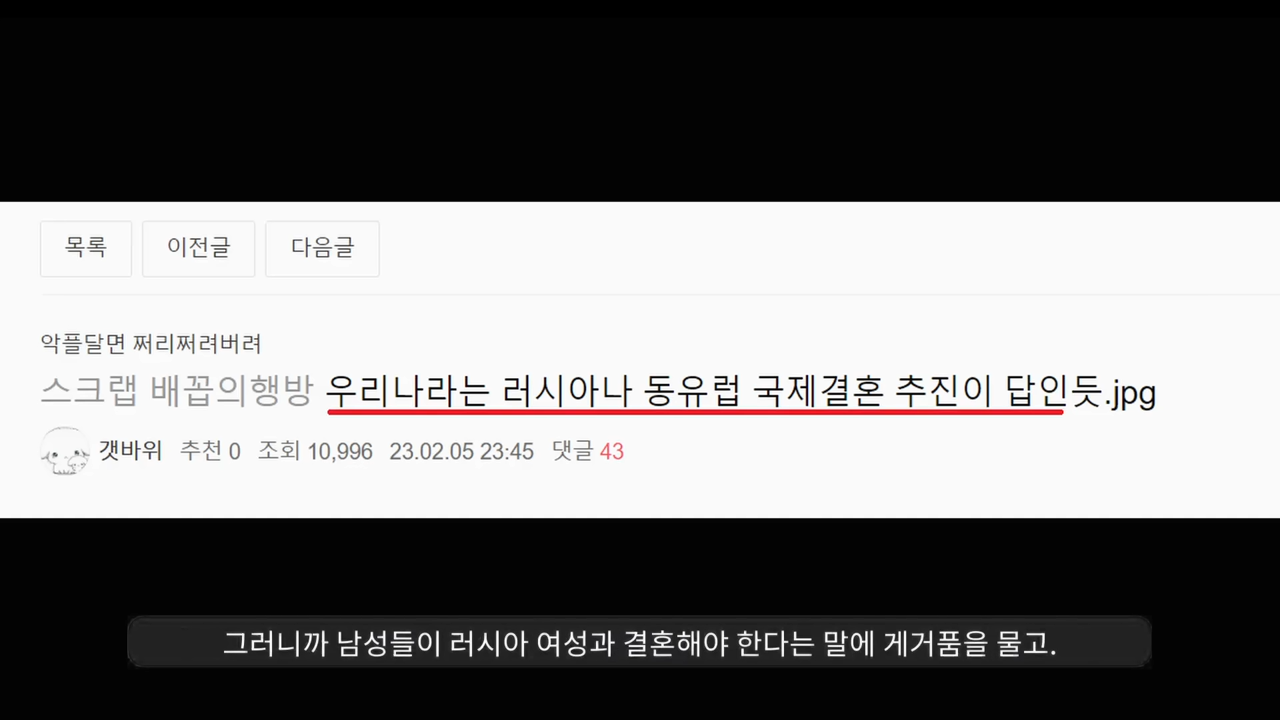 목록 이전글 다음글
악플달면 쩌리쩌려버려
스크랩 배꼽의행방 우리나라는 러시아나 동유럽 국제결혼 추진이 답인듯.jpg
갯바위 추천 0 조회 10,996 23.02.05 23:45 댓글 43
그러니까 남성들이 러시아 여성과 결혼해야 한다는 말에 게거품을 물고.